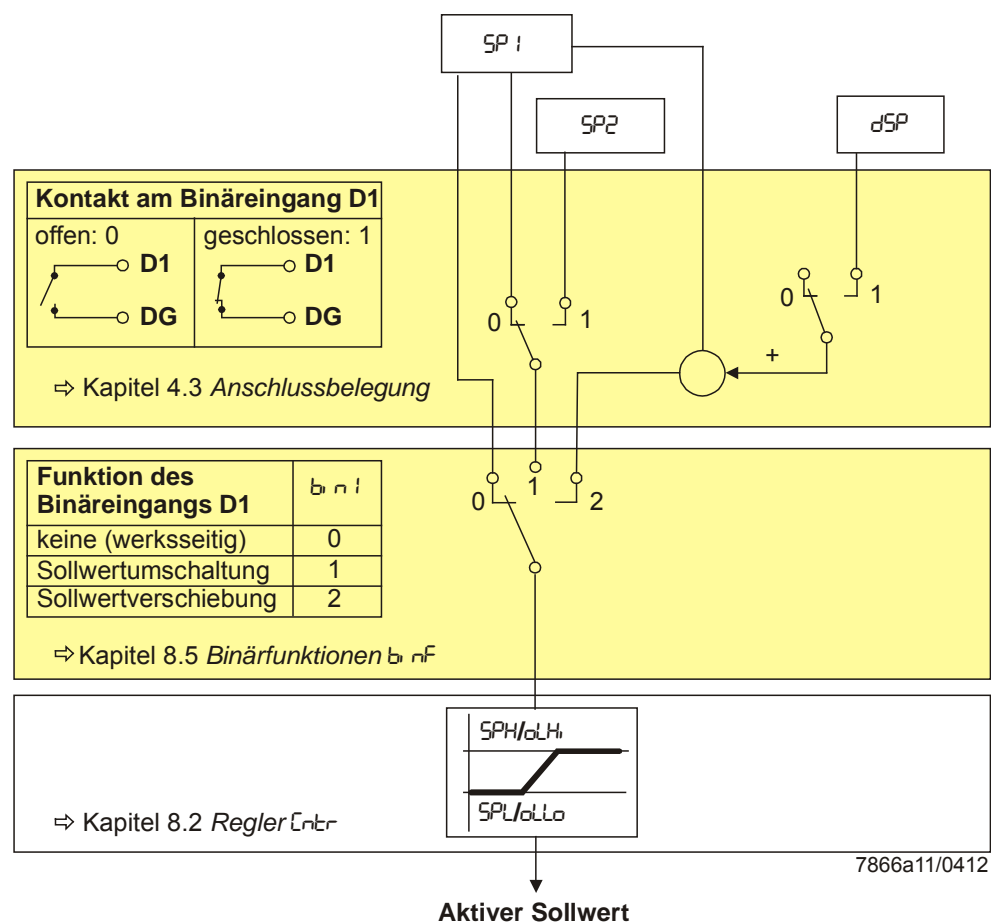 SP1
SP2
dSP
Kontakt am Binäreingang D1
offen: 0
geschlossen: 1
D1
D1
DG
DG
0
1
0
1
+
⇨ Kapitel 4.3 Anschlussbelegung
Funktion des Binäreingangs D1
bin1
keine (werksseitig) 0
Sollwertumschaltung 1
Sollwertverschiebung 2
0
1
2
⇨ Kapitel 8.5 Binärfunktionen binF
SPH/oLHi
SPL/oLLo
⇨ Kapitel 8.2 Regler Cntr
7866a11/0412
Aktiver Sollwert